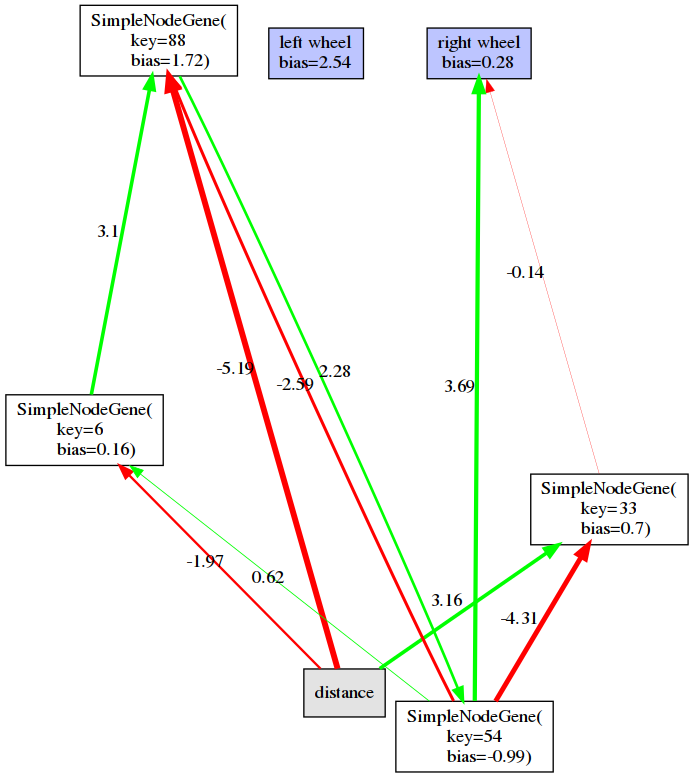 SimpleNodeGene(
key=88
bias=1.72)
left wheel
bias=2.54
right wheel
bias=0.28
3.1
-0.14
-5.19
-2.59
2.28
3.69
SimpleNodeGene(
key=6
bias=0.16)
SimpleNodeGene(
key=33
bias=0.7)
-1.97
0.62
3.16
-4.31
distance
SimpleNodeGene(
key=54
bias=-0.99)